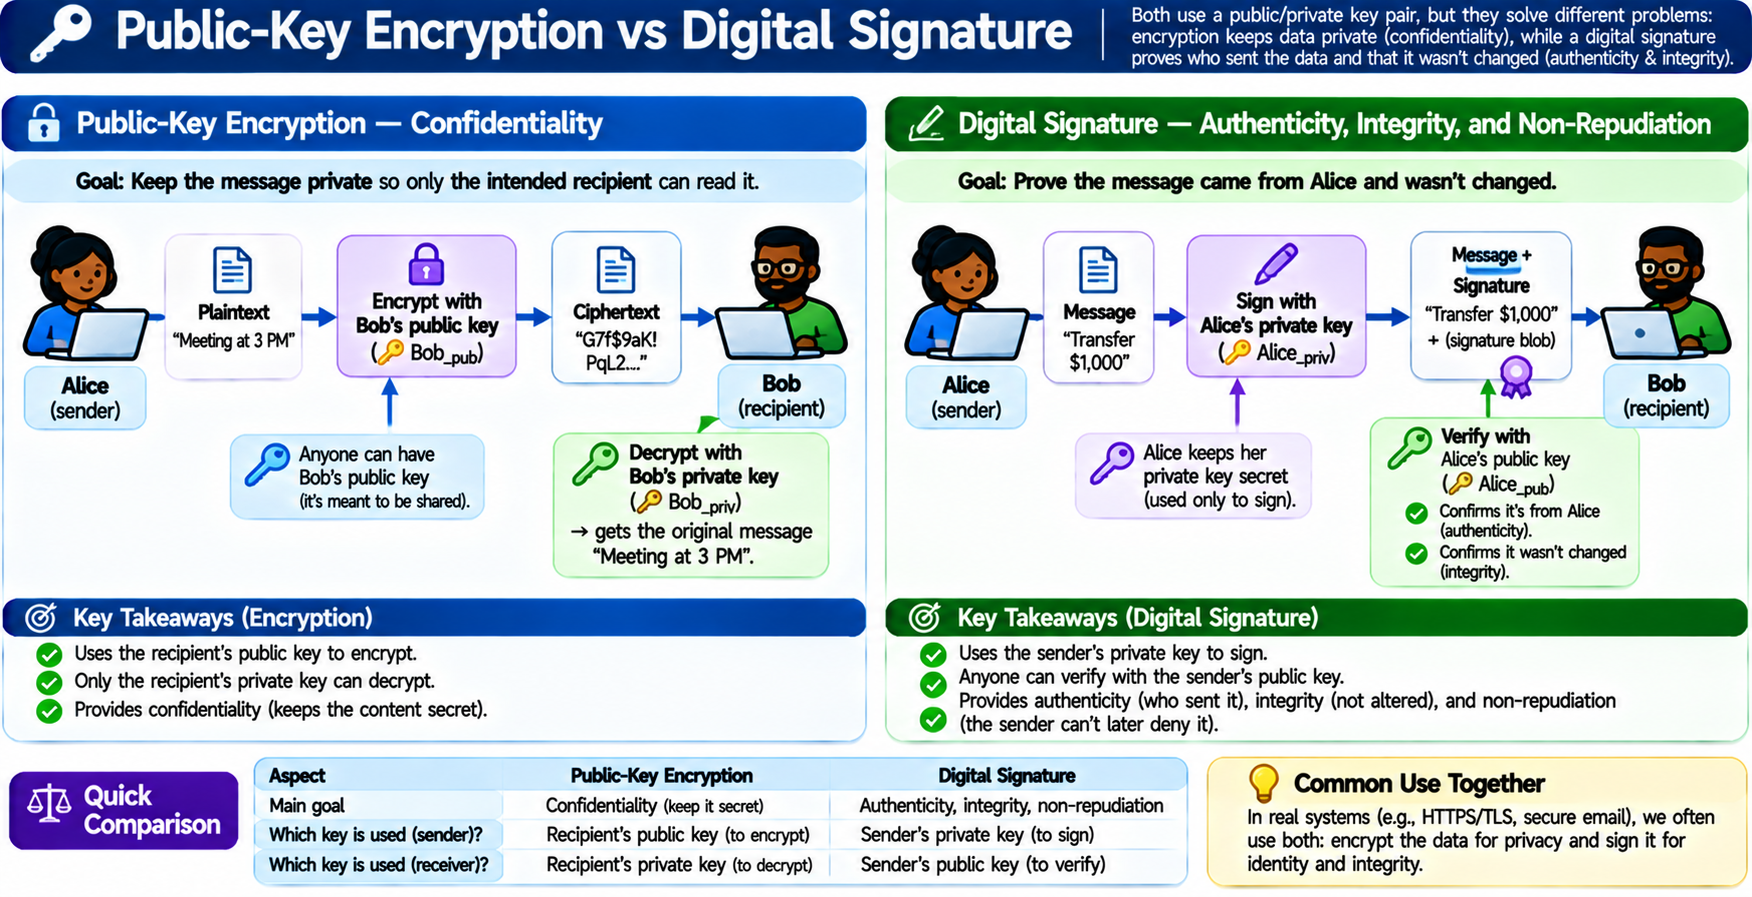 Public-Key Encryption vs Digital Signature
Both use a public/private key pair, but they solve different problems:
encryption keeps data private (confidentiality), while a digital signature
proves who sent the data and that it wasn't changed (authenticity & integrity).
Public-Key Encryption — Confidentiality
Goal: Keep the message private so only the intended recipient can read it.
Alice
(sender)
Plaintext
“Meeting at 3 PM”
Encrypt with
Bob's public key
(🔑 Bob_pub)
Ciphertext
“G7f$9aK!
PqL2...”
Bob
(recipient)
Anyone can have
Bob's public key
(it's meant to be shared).
Decrypt with
Bob's private key
(🔑 Bob_priv)
→ gets the original message
“Meeting at 3 PM”.
Key Takeaways (Encryption)
Uses the recipient's public key to encrypt.
Only the recipient's private key can decrypt.
Provides confidentiality (keeps the content secret).
Digital Signature — Authenticity, Integrity, and Non-Repudiation
Goal: Prove the message came from Alice and wasn't changed.
Alice
(sender)
Message
“Transfer
$1,000”
Sign with
Alice's private key
(🔑 Alice_priv)
Message +
Signature
“Transfer $1,000”
+ (signature blob)
Bob
(recipient)
Alice keeps her
private key secret
(used only to sign).
Verify with
Alice's public key
(🔑 Alice_pub)
Confirms it's from Alice
(authenticity).
Confirms it wasn't changed
(integrity).
Key Takeaways (Digital Signature)
Uses the sender's private key to sign.
Anyone can verify with the sender's public key.
Provides authenticity (who sent it), integrity (not altered), and non-repudiation
(the sender can't later deny it).
Quick
Comparison
Aspect Public-Key Encryption Digital Signature
Main goal Confidentiality (keep it secret) Authenticity, integrity, non-repudiation
Which key is used (sender)? Recipient's public key (to encrypt) Sender's private key (to sign)
Which key is used (receiver)? Recipient's private key (to decrypt) Sender's public key (to verify)
Common Use Together
In real systems (e.g., HTTPS/TLS, secure email), we often
use both: encrypt the data for privacy and sign it for
identity and integrity.